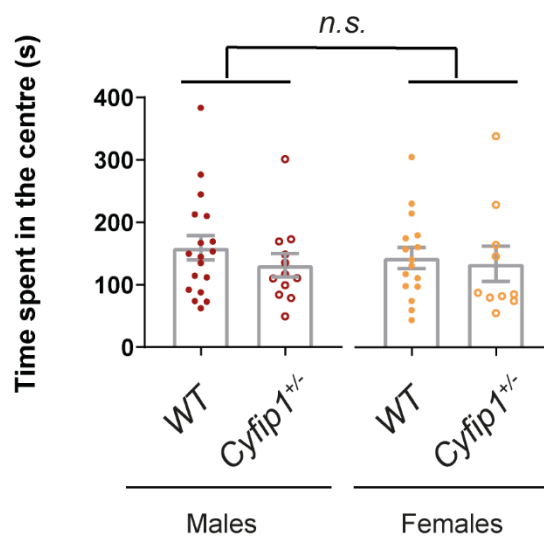 n.s.
Time spent in the centre (s)
400
300
200
100
0
WT
Cyfip1+/-
WT
Cyfip1+/-
Males
Females